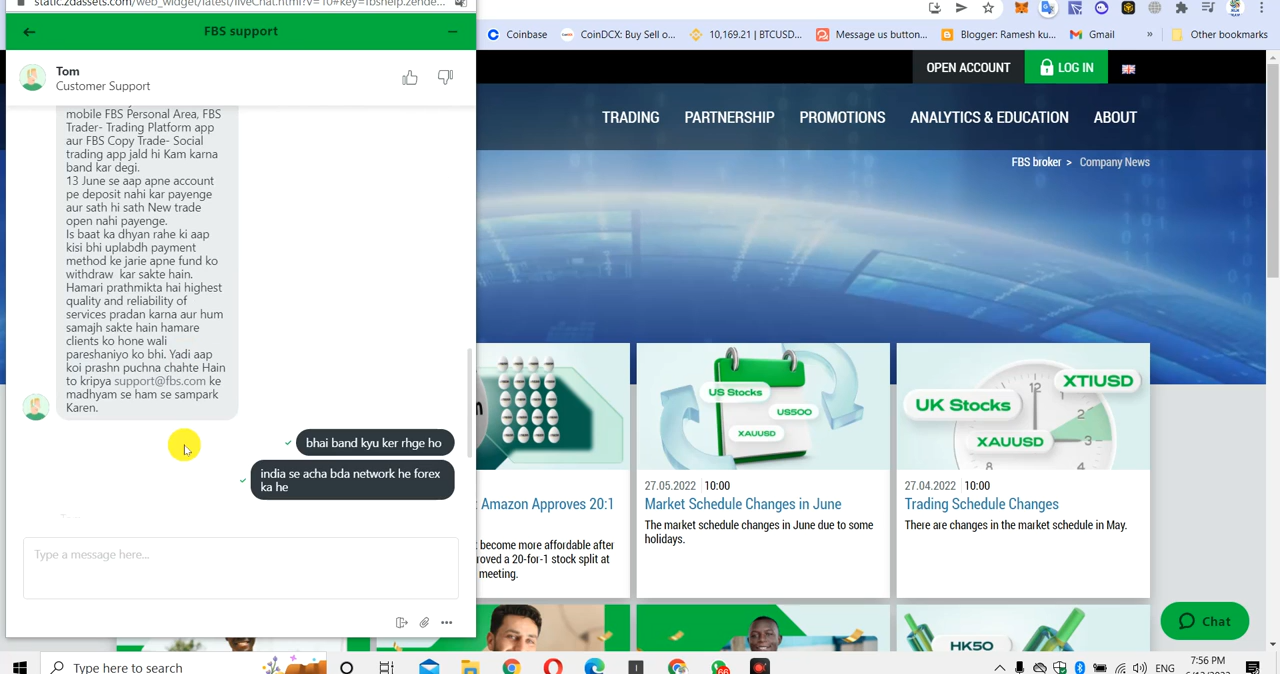 static.zdassets.com/web_widget/latest/liveChat.html?v=10#key=fbshelp.zende...
FBS support
Tom
Customer Support
mobile FBS Personal Area, FBS
Trader- Trading Platform app
aur FBS Copy Trade- Social
trading app jald hi Kam karna
band kar degi.
13 June se aap apne account
pe deposit nahi kar payenge
aur sath hi sath New trade
open nahi payenge.
Is baat ka dhyan rahe ki aap
kisi bhi uplabdh payment
method ke jarie apne fund ko
withdraw kar sakte hain.
Hamari prathmikta hai highest
quality and reliability of
services pradan karna aur hum
samajh sakte hain hamare
clients ko hone wali
pareshaniyo ko bhi. Yadi aap
koi prashn puchna chahte Hain
to kripya support@fbs.com ke
madhyam se ham se sampark
Karen.
bhai band kyu ker rhge ho
india se acha bda network he forex
ka he
Type a message here...
Coinbase
CoinDCX: Buy Sell o...
10,169.21 | BTCUSD...
Message us button...
Blogger: Ramesh ku...
Gmail
»
Other bookmarks
OPEN ACCOUNT
LOG IN
TRADING
PARTNERSHIP
PROMOTIONS
ANALYTICS & EDUCATION
ABOUT
FBS broker > Company News
Amazon Approves 20:1
become more affordable after
roved a 20-for-1 stock split at
meeting.
US Stocks
US500
XAUUSD
27.05.2022 10:00
Market Schedule Changes in June
The market schedule changes in June due to some
holidays.
UK Stocks
XTIUSD
XAUUSD
12
1
2
3
4
8
27.04.2022 10:00
Trading Schedule Changes
There are changes in the market schedule in May.
HK50
Chat
Type here to search
ENG
7:56 PM